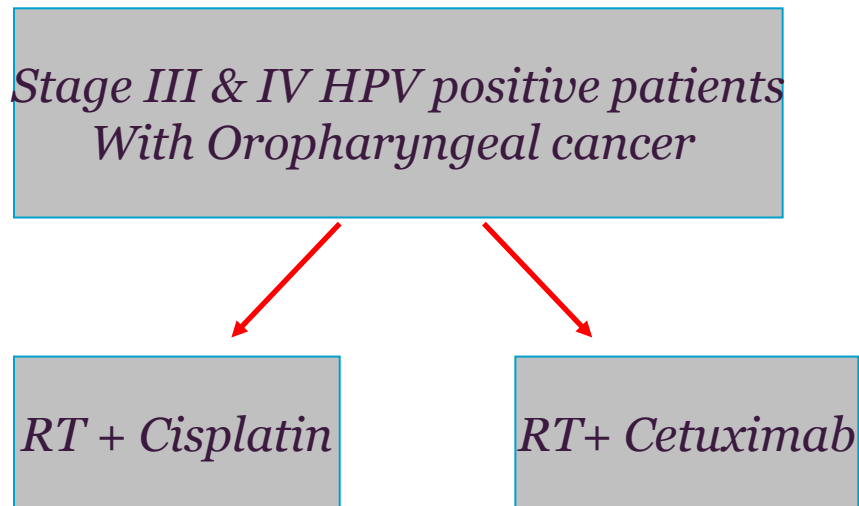 Stage III & IV HPV positive patients
With Oropharyngeal cancer
RT + Cisplatin
RT+ Cetuximab